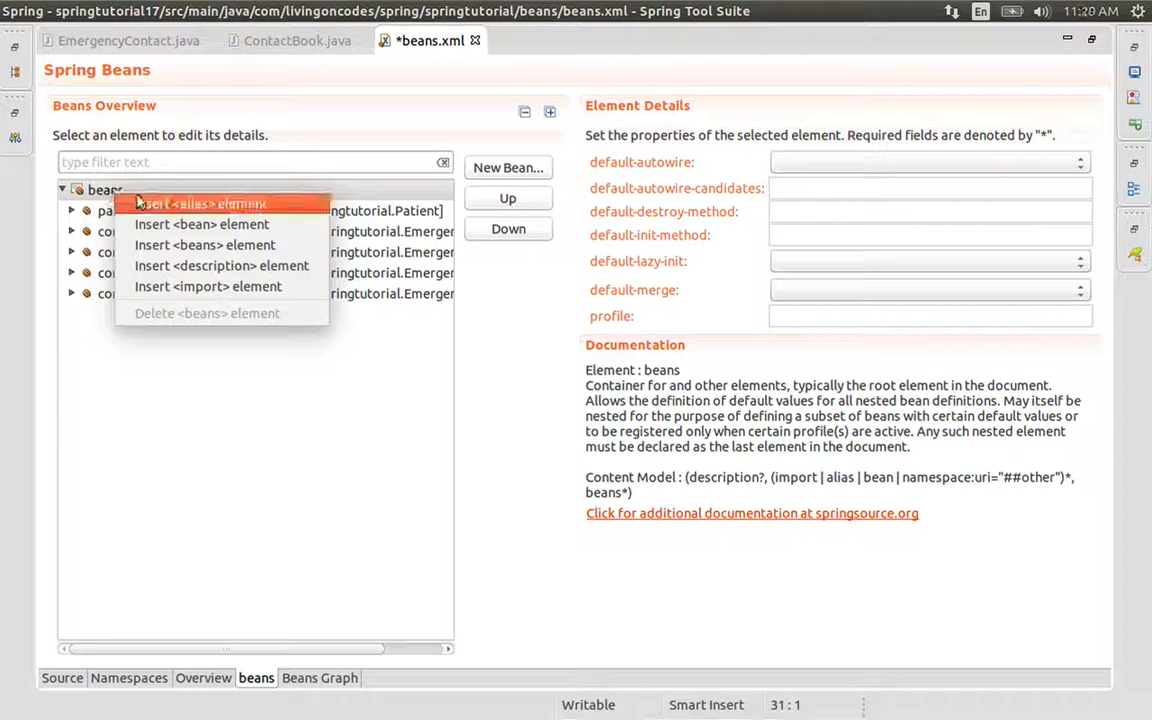 Spring - springtutorial17/src/main/java/com/livingoncodes/spring/springtutorial/beans/beans.xml - Spring Tool Suite
En
11:20 AM
EmergencyContact.java
ContactBook.java
*beans.xml
Spring Beans
Beans Overview
Select an element to edit its details.
type filter text
beans
Insert <alias> element
pa
ngtutorial.Patient]
Insert <bean> element
co
ringtutorial.Emerger
Insert <beans> element
co
ringtutorial.Emerger
Insert <description> element
co
ringtutorial.Emerger
Insert <import> element
co
ringtutorial.Emerger
Delete <beans> element
New Bean...
Up
Down
Element Details
Set the properties of the selected element. Required fields are denoted by "*".
default-autowire:
default-autowire-candidates:
default-destroy-method:
default-init-method:
default-lazy-init:
default-merge:
profile:
Documentation
Element : beans
Container for and other elements, typically the root element in the document.
Allows the definition of default values for all nested bean definitions. May itself be
nested for the purpose of defining a subset of beans with certain default values or
to be registered only when certain profile(s) are active. Any such nested element
must be declared as the last element in the document.
Content Model : (description?, (import | alias | bean | namespace:uri="##other")*,
beans*)
Click for additional documentation at springsource.org
Source
Namespaces
Overview
beans
Beans Graph
Writable
Smart Insert
31 : 1